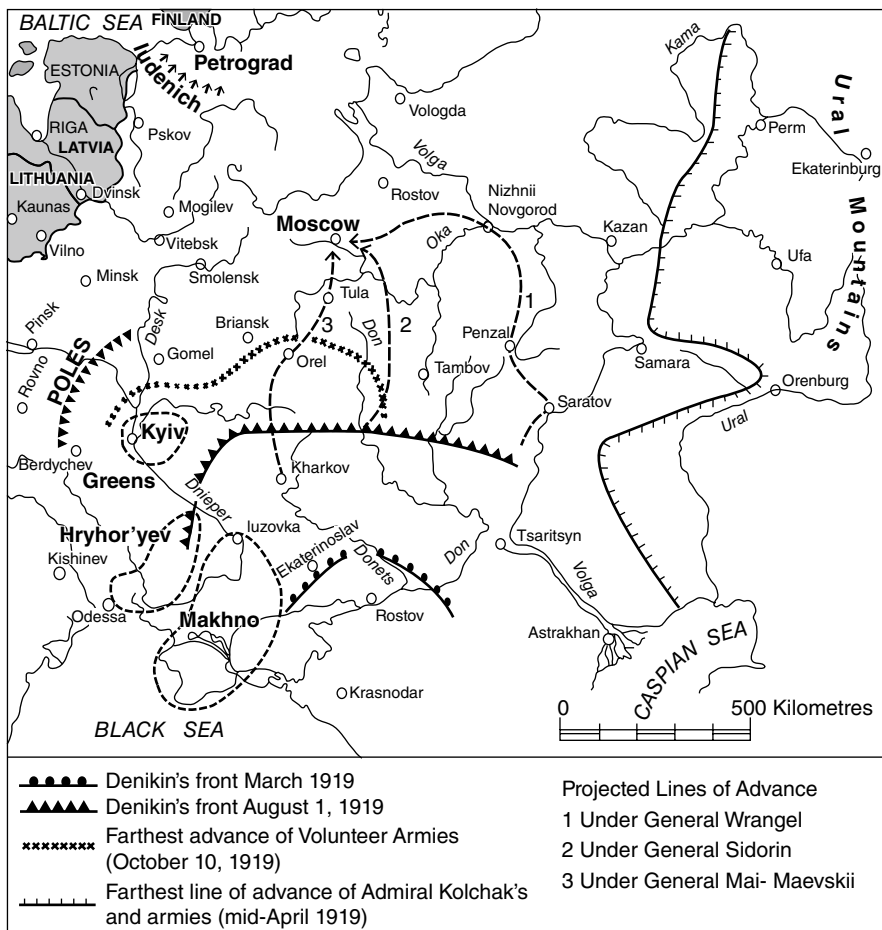 BALTIC SEA
FINLAND
Petrograd
ESTONIA
Iudenich
Kama
Ural
Mountains
Vologda
RIGA
LATVIA
Pskov
Volga
Perm
Ekaterinburg
LITHUANIA
Dvinsk
Rostov
Nizhnii
Novgorod
Kaunas
Mogilev
Moscow
Oka
Kazan
Vilno
Vitebsk
Smolensk
Ufa
Minsk
Tula
1
Pinsk
Desk
Briansk
3
Don
2
Penzal
POLES
Gomel
Orel
Samara
Rovno
Tambov
Orenburg
Saratov
Ural
Kyiv
Berdychev
Greens
Kharkov
Dnieper
Hryhor'yev
Iuzovka
Ekaterinoslav
Donets
Don
Tsaritsyn
Kishinev
Volga
Odessa
Makhno
Rostov
Astrakhan
CASPIAN SEA
Krasnodar
BLACK SEA
0 500 Kilometres
Denikin's front March 1919
Denikin's front August 1, 1919
Farthest advance of Volunteer Armies
(October 10, 1919)
Farthest line of advance of Admiral Kolchak's
and armies (mid-April 1919)
Projected Lines of Advance
1 Under General Wrangel
2 Under General Sidorin
3 Under General Mai- Maevskii